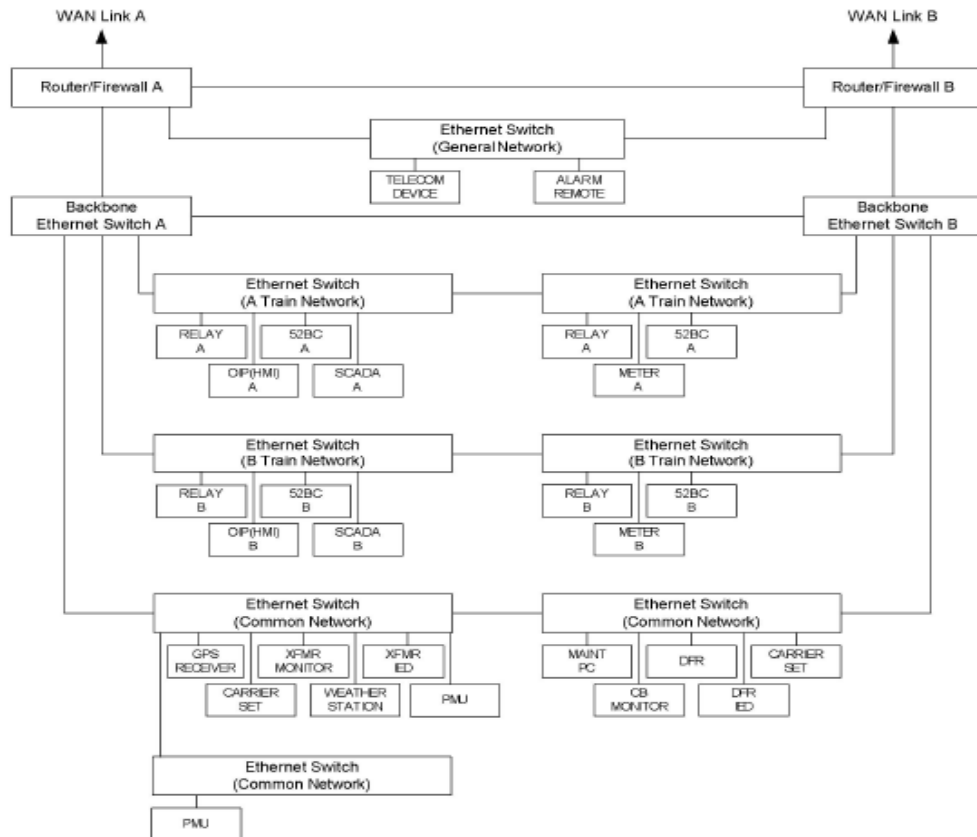 WAN Link A
WAN Link B
Router/Firewall A
Router/Firewall B
Ethernet Switch
(General Network)
TELECOM
DEVICE
ALARM
REMOTE
Backbone
Ethernet Switch A
Backbone
Ethernet Switch B
Ethernet Switch
(A Train Network)
Ethernet Switch
(A Train Network)
RELAY
A
52BC
A
RELAY
A
52BC
A
OIP(HMI)
A
SCADA
A
METER
A
Ethernet Switch
(B Train Network)
Ethernet Switch
(B Train Network)
RELAY
B
52BC
B
RELAY
B
52BC
B
OIP(HMI)
B
SCADA
B
METER
B
Ethernet Switch
(Common Network)
Ethernet Switch
(Common Network)
GPS
RECEIVER
XFMR
MONITOR
XFMR
IED
MAINT
PC
DFR
CARRIER
SET
CARRIER
SET
WEATHER
STATION
PMU
CB
MONITOR
DFR
IED
Ethernet Switch
(Common Network)
PMU